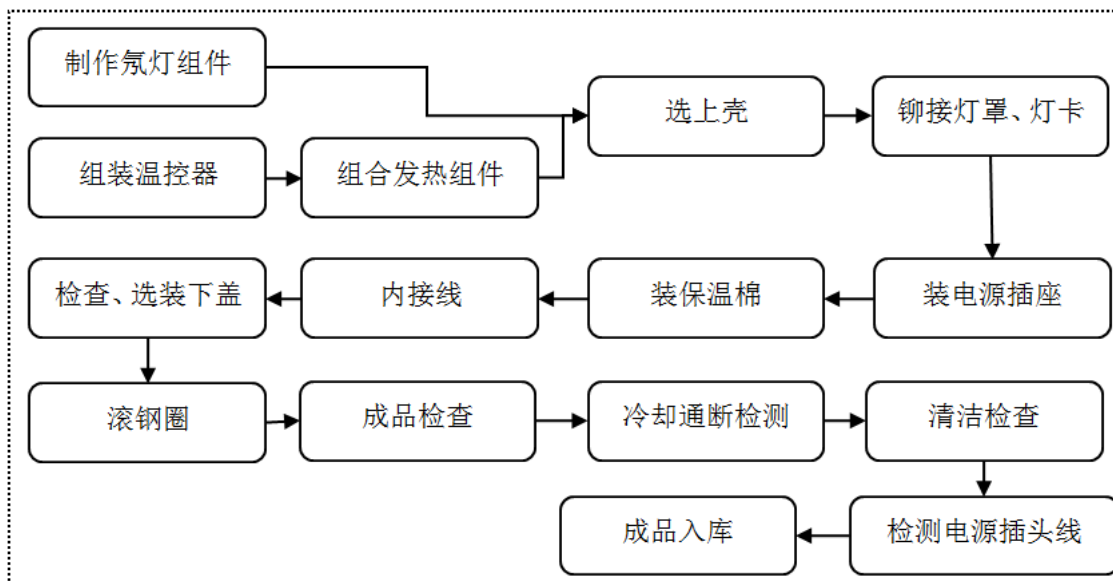 制作氖灯组件
选上壳
铆接灯罩、灯卡
组装温控器
组合发热组件
检查、选装下盖
内接线
装保温棉
装电源插座
滚钢圈
成品检查
冷却通断检测
清洁检查
成品入库
检测电源插头线